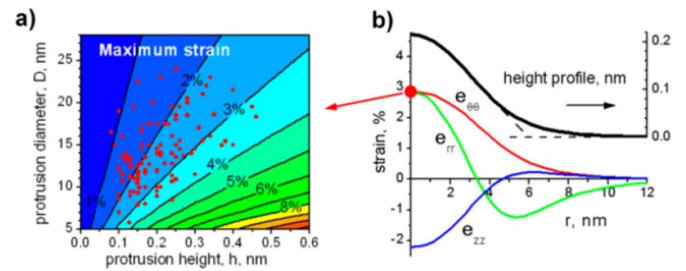 a)
Maximum strain
protrusion diameter, D, nm
25
20
15
10
5
1%
2%
3%
4%
5%
6%
8%
0.0 0.1 0.2 0.3 0.4 0.5 0.6
protrusion height, h, nm
b)
strain, %
4
3
2
1
0
-1
-2
0.2
0.1
0.0
height profile, nm
eθθ
err
ezz
r, nm
0 2 4 6 8 10 12